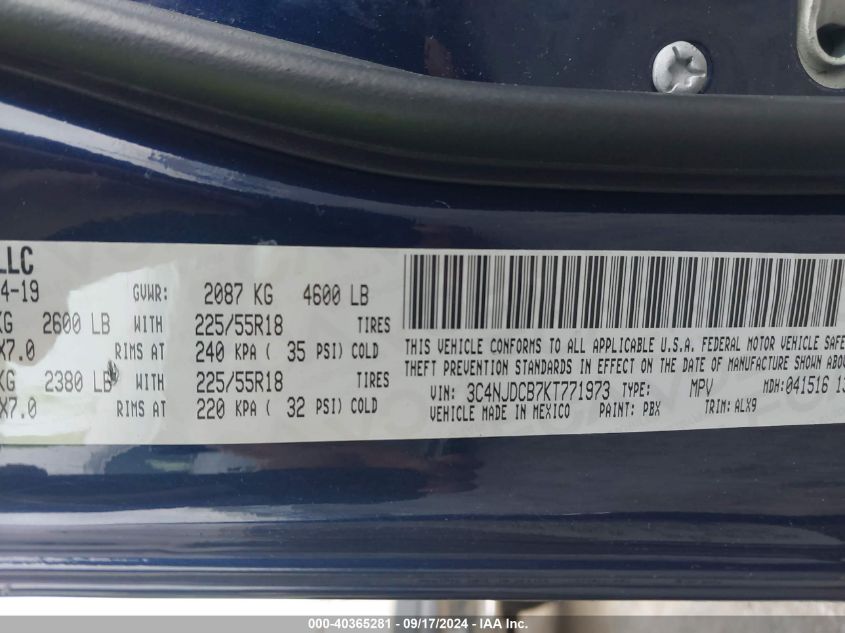 LLC
4-19 GVWR: 2087 KG 4600 LB
KG 2600 LB WITH 225/55R18 TIRES
X7.0 RIMS AT 240 KPA ( 35 PSI) COLD
KG 2380 LB WITH 225/55R18 TIRES
X7.0 RIMS AT 220 KPA ( 32 PSI) COLD
THIS VEHICLE CONFORMS TO ALL APPLICABLE U.S.A. FEDERAL MOTOR VEHICLE SAFE
THEFT PREVENTION STANDARDS IN EFFECT ON THE DATE OF MANUFACTURE SHOWN ABO
VIN: 3C4NJDCB7KT771973 TYPE: MPV MDH: 041516 13
VEHICLE MADE IN MEXICO PAINT: PBX TRIM: ALX9
000-40365281 - 09/17/2024 - IAA Inc.